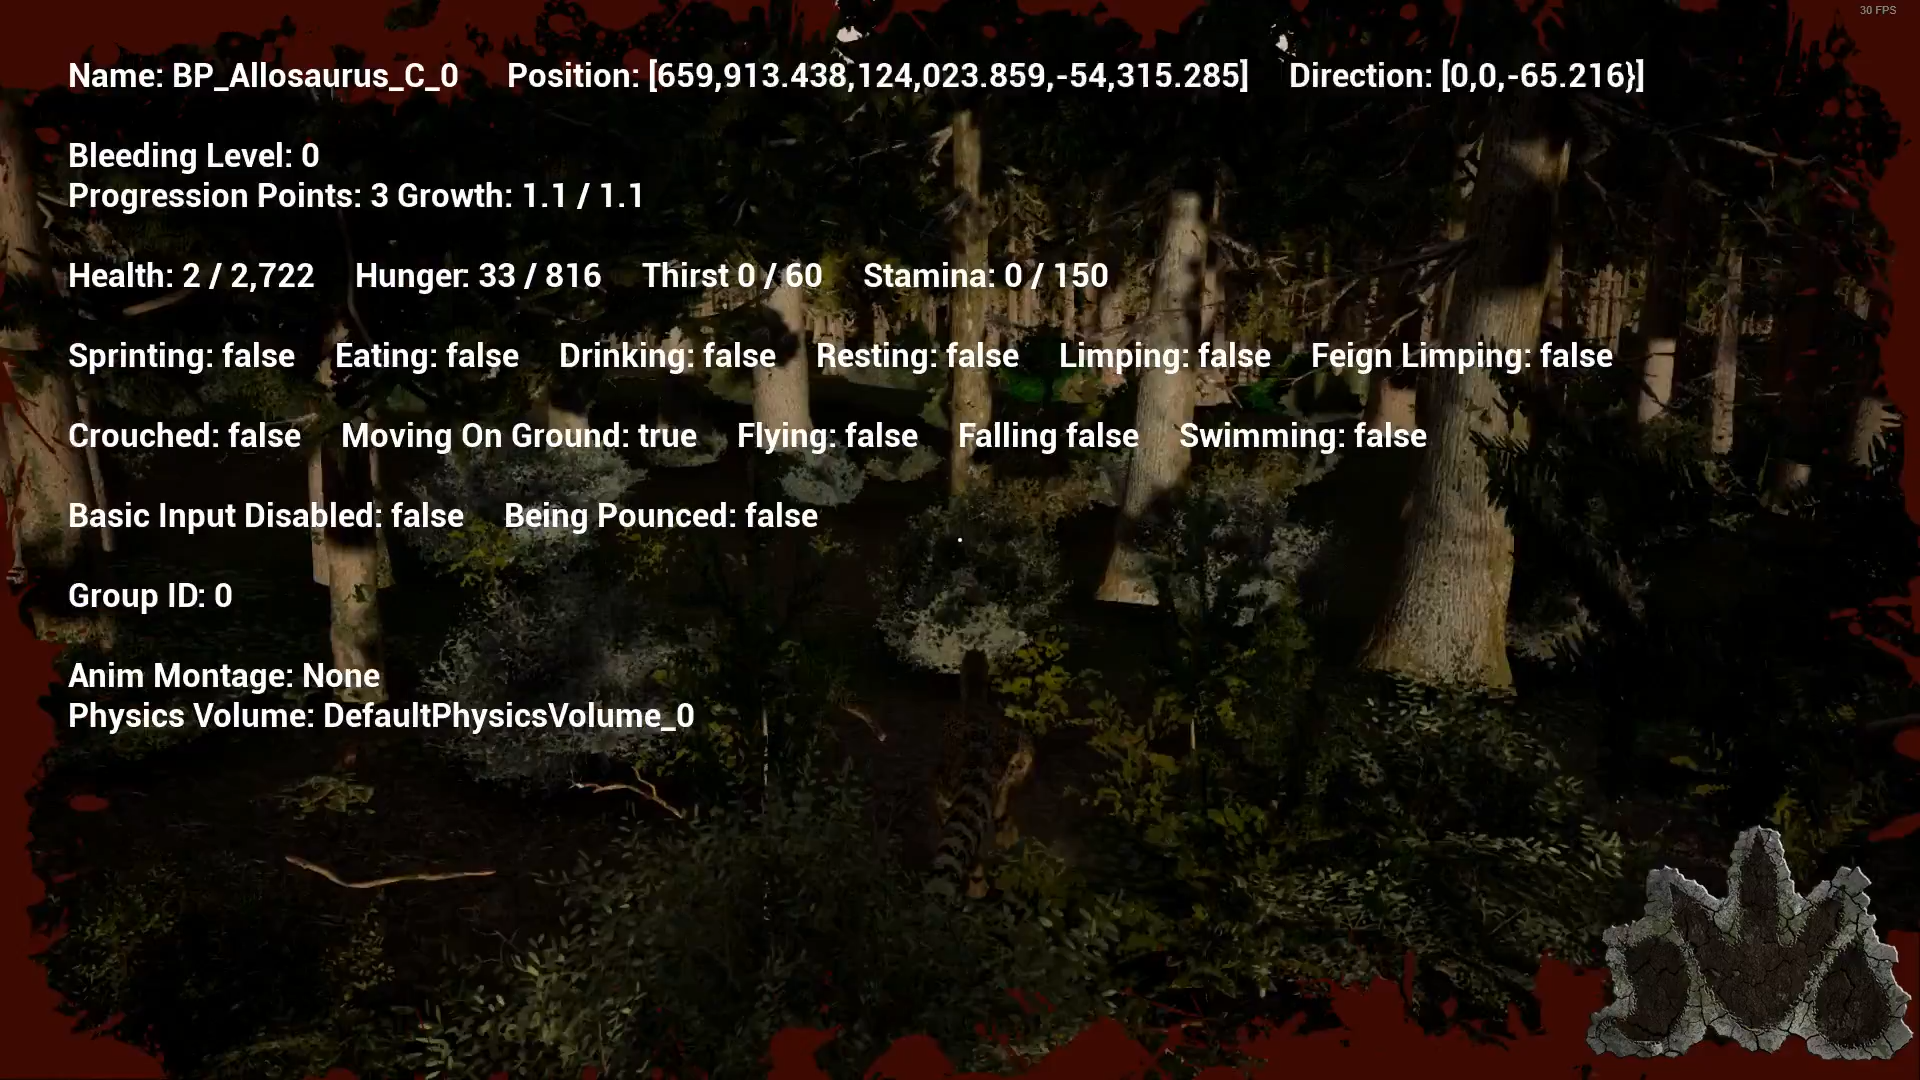 30 FPS
Name: BP_Allosaurus_C_0 Position: [659,913.438,124,023.859,-54,315.285] Direction: [0,0,-65.216}]
Bleeding Level: 0
Progression Points: 3 Growth: 1.1 / 1.1
Health: 2 / 2,722 Hunger: 33 / 816 Thirst 0 / 60 Stamina: 0 / 150
Sprinting: false Eating: false Drinking: false Resting: false Limping: false Feign Limping: false
Crouched: false Moving On Ground: true Flying: false Falling false Swimming: false
Basic Input Disabled: false Being Pounced: false
Group ID: 0
Anim Montage: None
Physics Volume: DefaultPhysicsVolume_0